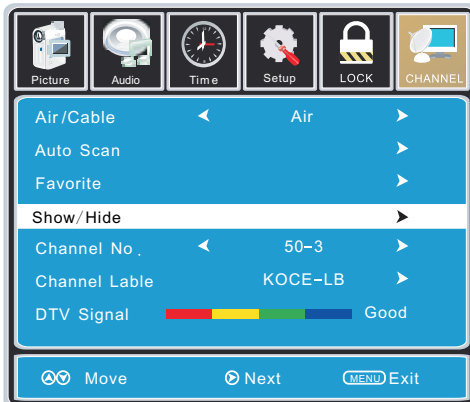 Picture Audio Time Setup LOCK CHANNEL
Air/Cable Air
Auto Scan
Favorite
Show/Hide
Channel No. 50-3
Channel Lable KOCE-LB
DTV Signal Good
Move Next MENU Exit